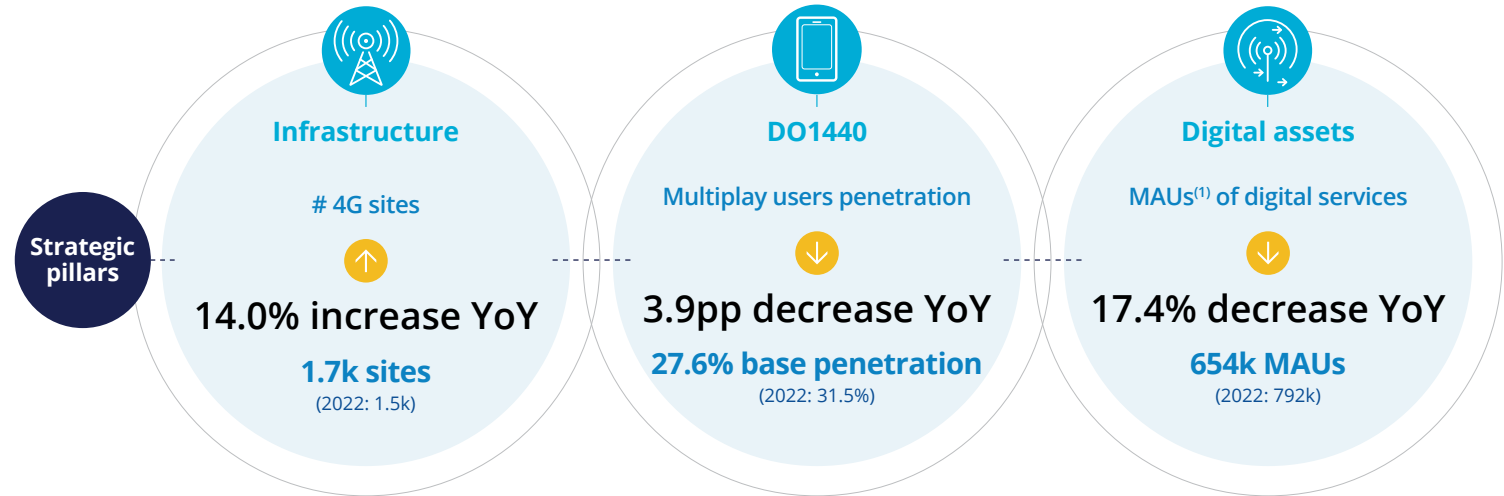 Strategic
pillars
Infrastructure
# 4G sites
14.0% increase YoY
1.7k sites
(2022: 1.5k)
DO1440
Multiplay users penetration
3.9pp decrease YoY
27.6% base penetration
(2022: 31.5%)
Digital assets
MAUs(1) of digital services
17.4% decrease YoY
654k MAUs
(2022: 792k)